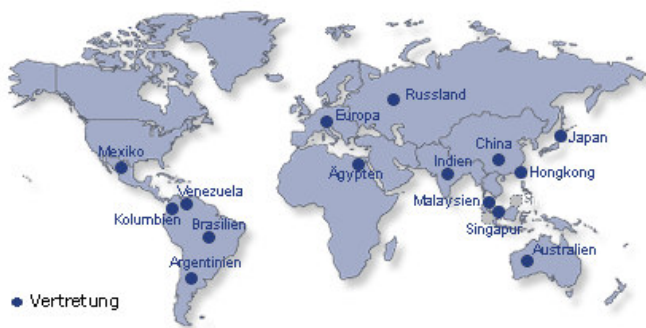 Russland
Europa
Japan
China
Mexiko
Indien
Hongkong
Ägypten
Venezuela
Malaysien
Kolumbien
Brasilien
Singapur
Argentinien
Australien
Vertretung